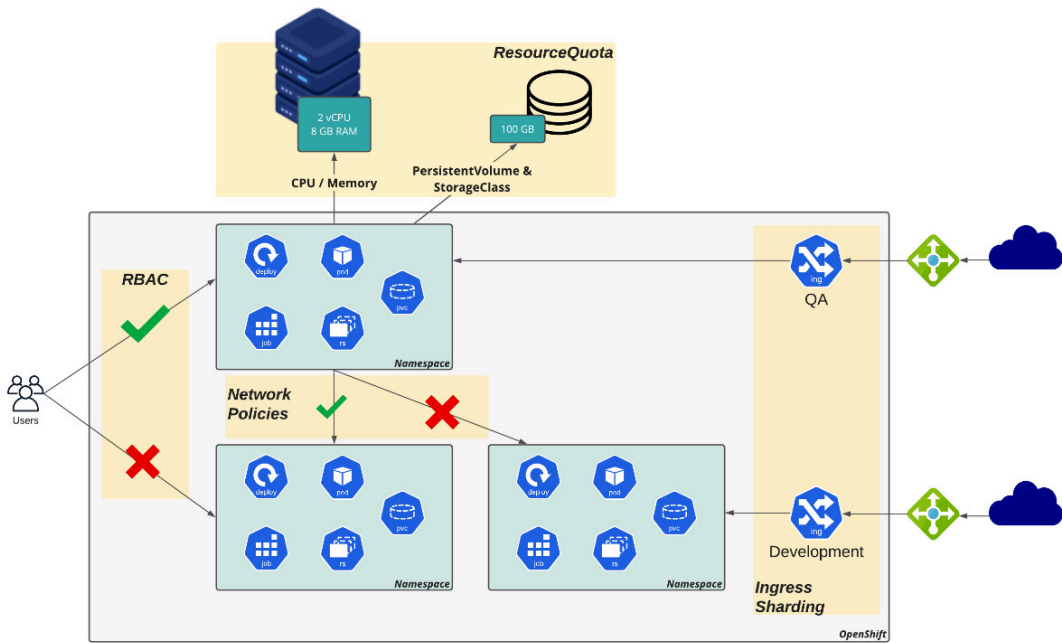 ResourceQuota
2 vCPU
8 GB RAM
100 GB
CPU / Memory
PersistentVolume &
StorageClass
RBAC
deploy
pod
pvc
job
rs
Namespace
ing
QA
Users
Network
Policies
deploy
pod
pvc
job
rs
Namespace
deploy
pod
pvc
job
rs
Namespace
ing
Development
Ingress
Sharding
OpenShift